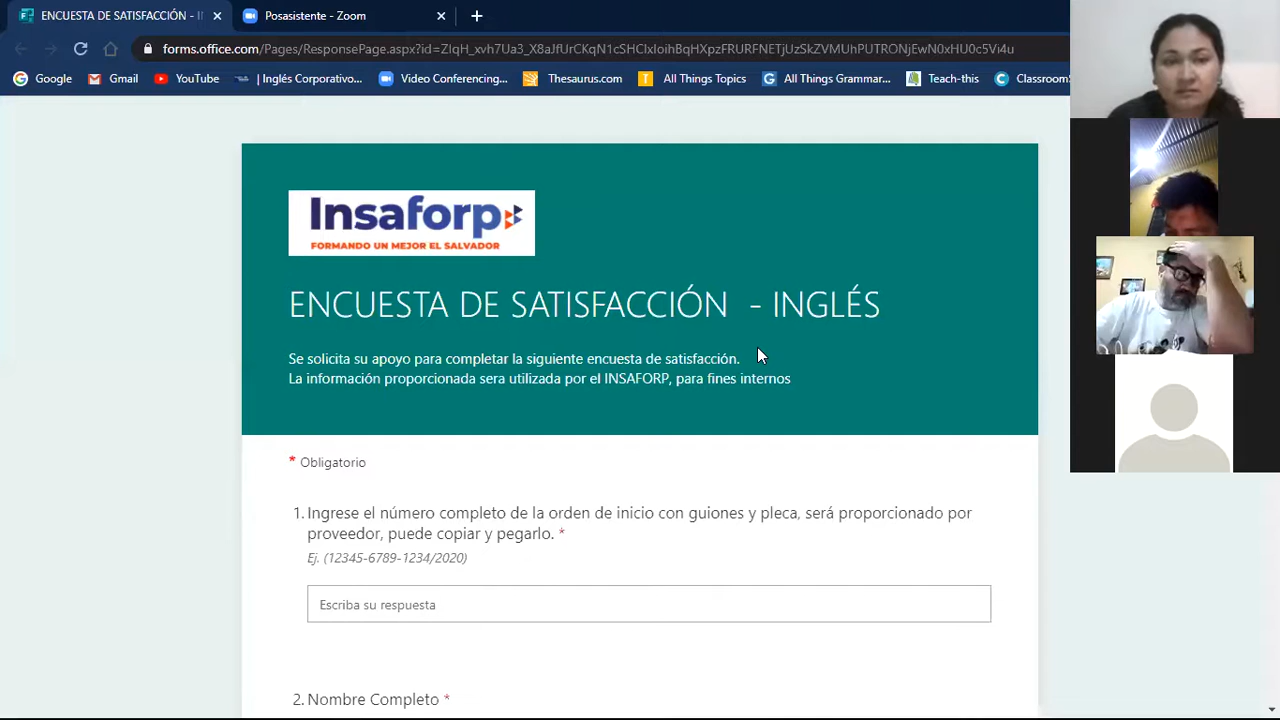 ENCUESTA DE SATISFACCIÓN - I
Posasistente - Zoom
forms.office.com/Pages/ResponsePage.aspx?id=
Google
Gmail
YouTube
| Inglés Corporativo...
Video Conferencing...
Thesaurus.com
All Things Topics
All Things Grammar...
Teach-this
ClassroomS
Insaforp
FORMANDO UN MEJOR EL SALVADOR
ENCUESTA DE SATISFACCIÓN - INGLÉS
Se solicita su apoyo para completar la siguiente encuesta de satisfacción.
La información proporcionada sera utilizada por el INSAFORP, para fines internos
* Obligatorio
1. Ingrese el número completo de la orden de inicio con guiones y pleca, será proporcionado por
proveedor, puede copiar y pegarlo. *
Ej. (12345-6789-1234/2020)
Escriba su respuesta
2. Nombre Completo *